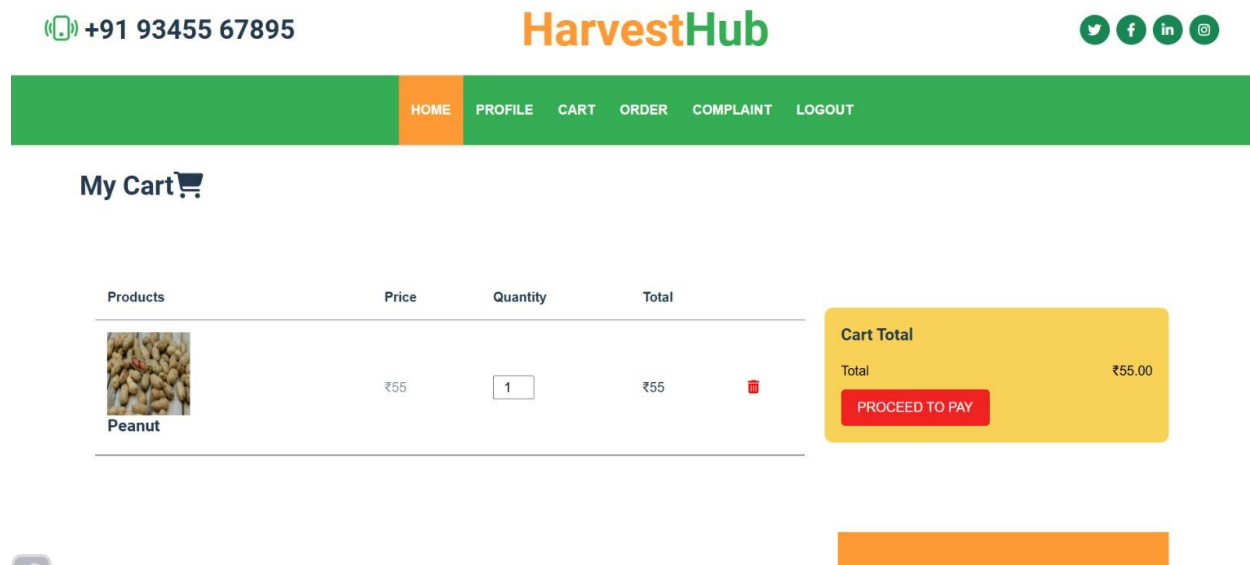 +91 93455 67895
HarvestHub
HOME PROFILE CART ORDER COMPLAINT LOGOUT
My Cart
Products Price Quantity Total
₹55 1 ₹55
Peanut
Cart Total
Total ₹55.00
PROCEED TO PAY